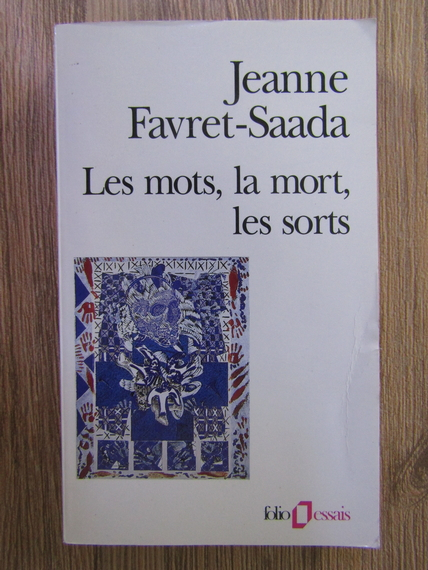 Jeanne
Favret-Saada
Les mots, la mort,
les sorts
folio essais